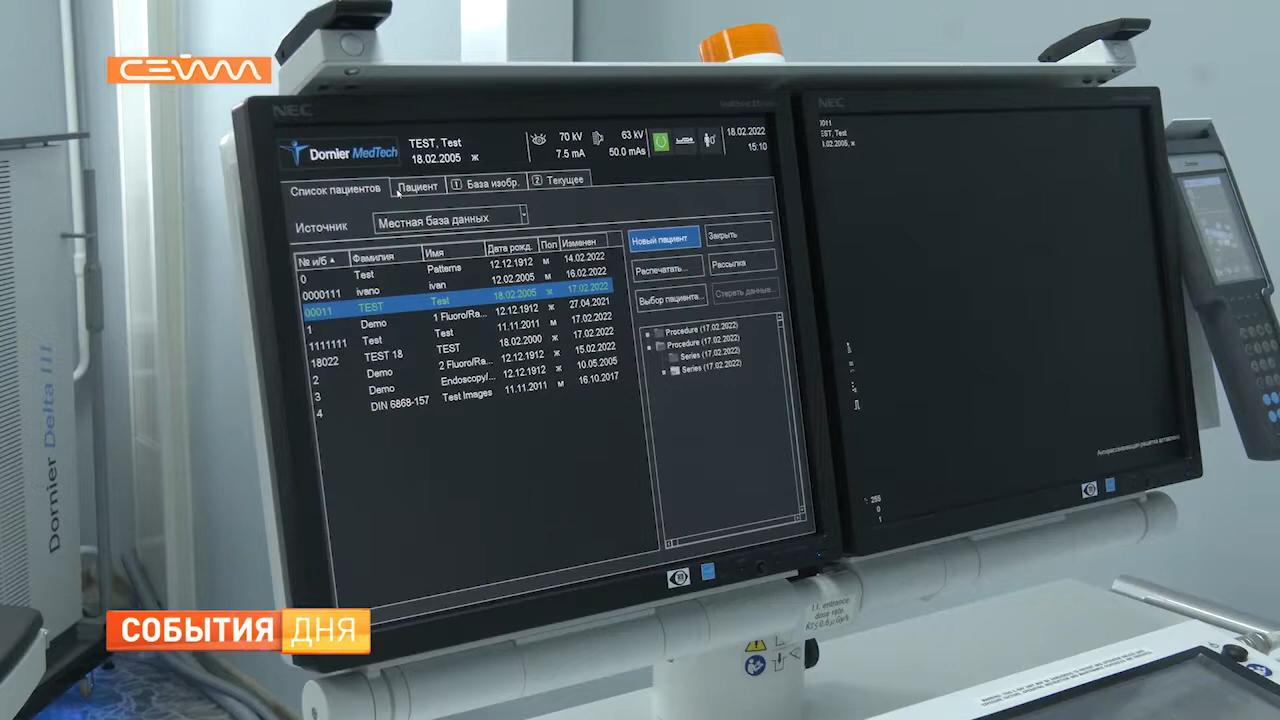 СЕЙМ
NEC
NEC
Dornier MedTech
TEST, Test
18.02.2005 ж
70 kV
7.5 mA
63 kV
50.0 mAs
18.02.2022
15:10
Список пациентов
Пациент
1 База изобр.
2 Текущее
Источник
Местная база данных
№ и/б Фамилия Имя Дата рожд. Пол Изменен
0 Test Patterns 12.12.1912 м 14.02.2022
0000111 ivano ivan 12.02.2005 м 16.02.2022
00011 TEST Test 18.02.2005 ж 17.02.2022
1 Demo 1 Fluoro/Ra... 12.12.1912 ж 27.04.2021
1111111 Test Test 11.11.2011 м 17.02.2022
18022 TEST 18 TEST 18.02.2000 ж 17.02.2022
2 Demo 2 Fluoro/Ra... 12.12.1912 ж 15.02.2022
3 Demo Endoscopy/... 12.12.1912 ж 10.05.2005
4 DIN 6868-157 Test Images 11.11.2011 м 16.10.2017
Новый пациент
Закрыть
Распечатать...
Рассылка
Выбор пациента...
Стереть данные...
Procedure (17.02.2022)
Procedure (17.02.2022)
Series (17.02.2022)
Series (17.02.2022)
Антирассеивающая решетка вставлена
255
0
1
Dornier Delta III
I.I. entrance
dose rate
СОБЫТИЯ ДНЯ